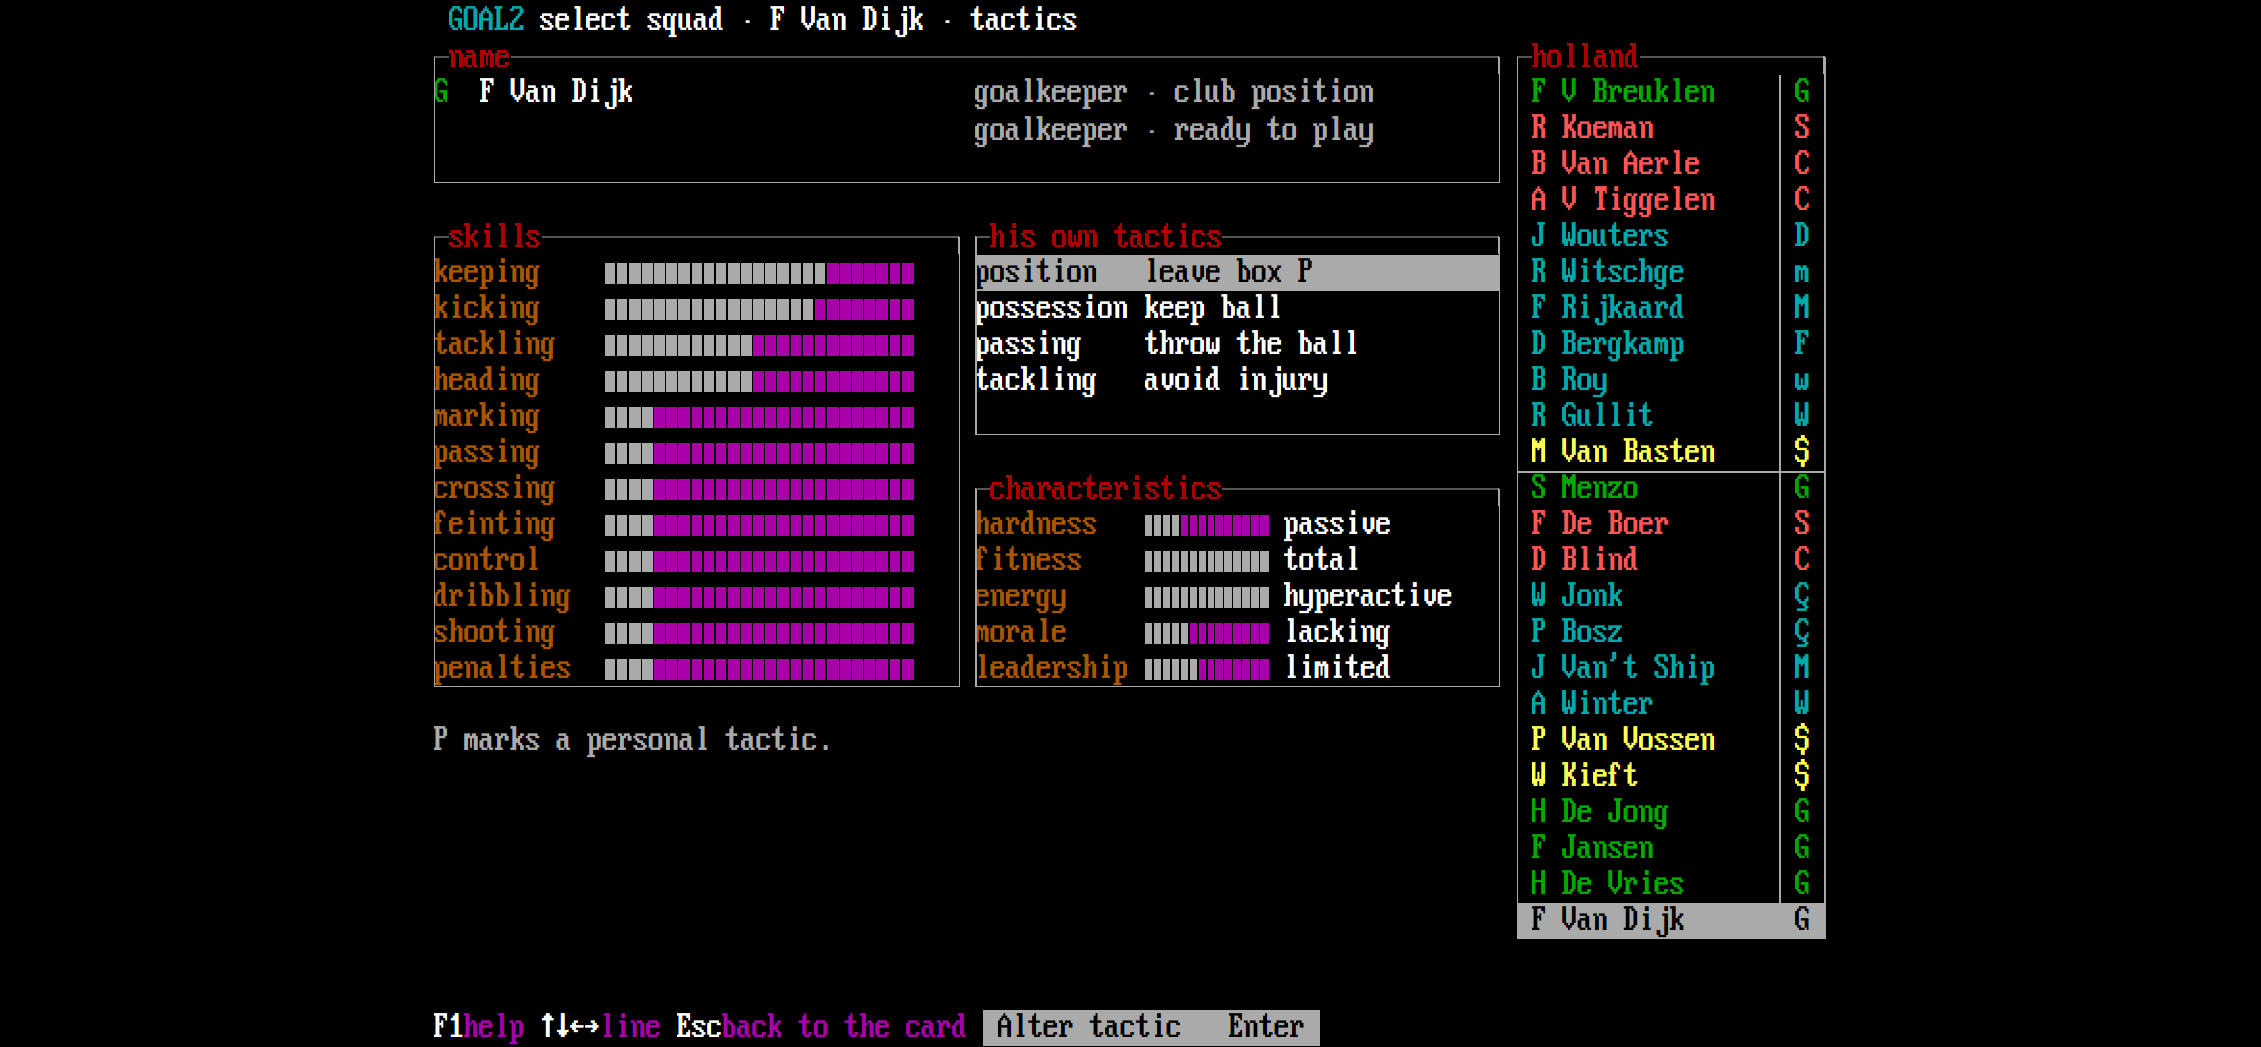 GOAL2 select squad · F Van Dijk · tactics
name
G F Van Dijk
goalkeeper · club position
goalkeeper · ready to play
skills
keeping
kicking
tackling
heading
marking
passing
crossing
feinting
control
dribbling
shooting
penalties
his own tactics
position leave box P
possession keep ball
passing throw the ball
tackling avoid injury
characteristics
hardness passive
fitness total
energy hyperactive
morale lacking
leadership limited
P marks a personal tactic.
holland
F V Breuklen G
R Koeman S
B Van Aerle C
A V Tiggelen C
J Wouters D
R Witschge m
F Rijkaard M
D Bergkamp F
B Roy w
R Gullit W
M Van Basten $
S Menzo G
F De Boer S
D Blind C
W Jonk Ç
P Bosz Ç
J Van't Ship M
A Winter W
P Van Vossen $
W Kieft $
H De Jong G
F Jansen G
H De Vries G
F Van Dijk G
F1help ↑↓←→line Escback to the card Alter tactic Enter